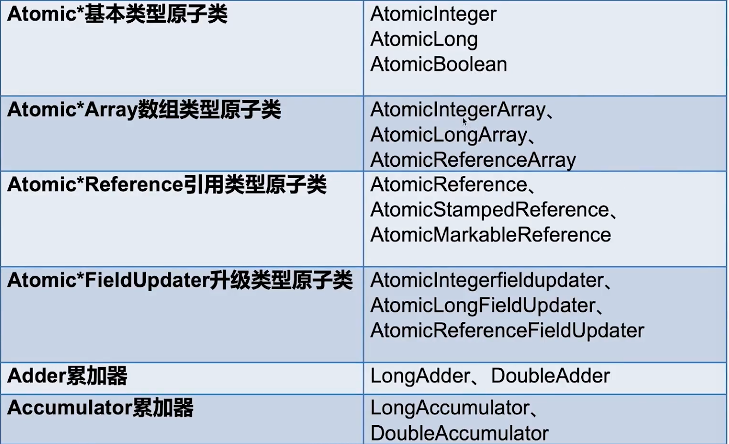 Atomic*基本类型原子类
AtomicInteger
AtomicLong
AtomicBoolean
Atomic*Array数组类型原子类
AtomicIntegerArray、
AtomicLongArray、
AtomicReferenceArray
Atomic*Reference引用类型原子类
AtomicReference、
AtomicStampedReference、
AtomicMarkableReference
Atomic*FieldUpdater升级类型原子类
AtomicIntegerfieldupdater、
AtomicLongFieldUpdater、
AtomicReferenceFieldUpdater
Adder累加器
LongAdder、DoubleAdder
Accumulator累加器
LongAccumulator、
DoubleAccumulator